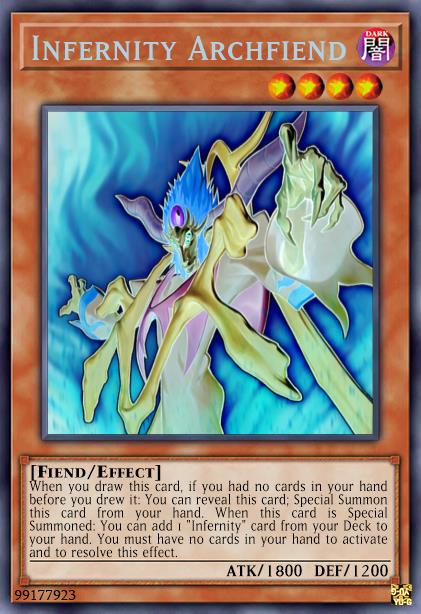 INFERNITY ARCHFIEND
DARK
闇
[FIEND/EFFECT]
When you draw this card, if you had no cards in your hand
before you drew it: You can reveal this card; Special Summon
this card from your hand. When this card is Special
Summoned: You can add 1 "Infernity" card from your Deck to
your hand. You must have no cards in your hand to activate
and to resolve this effect.
ATK/1800 DEF/1200
99177923